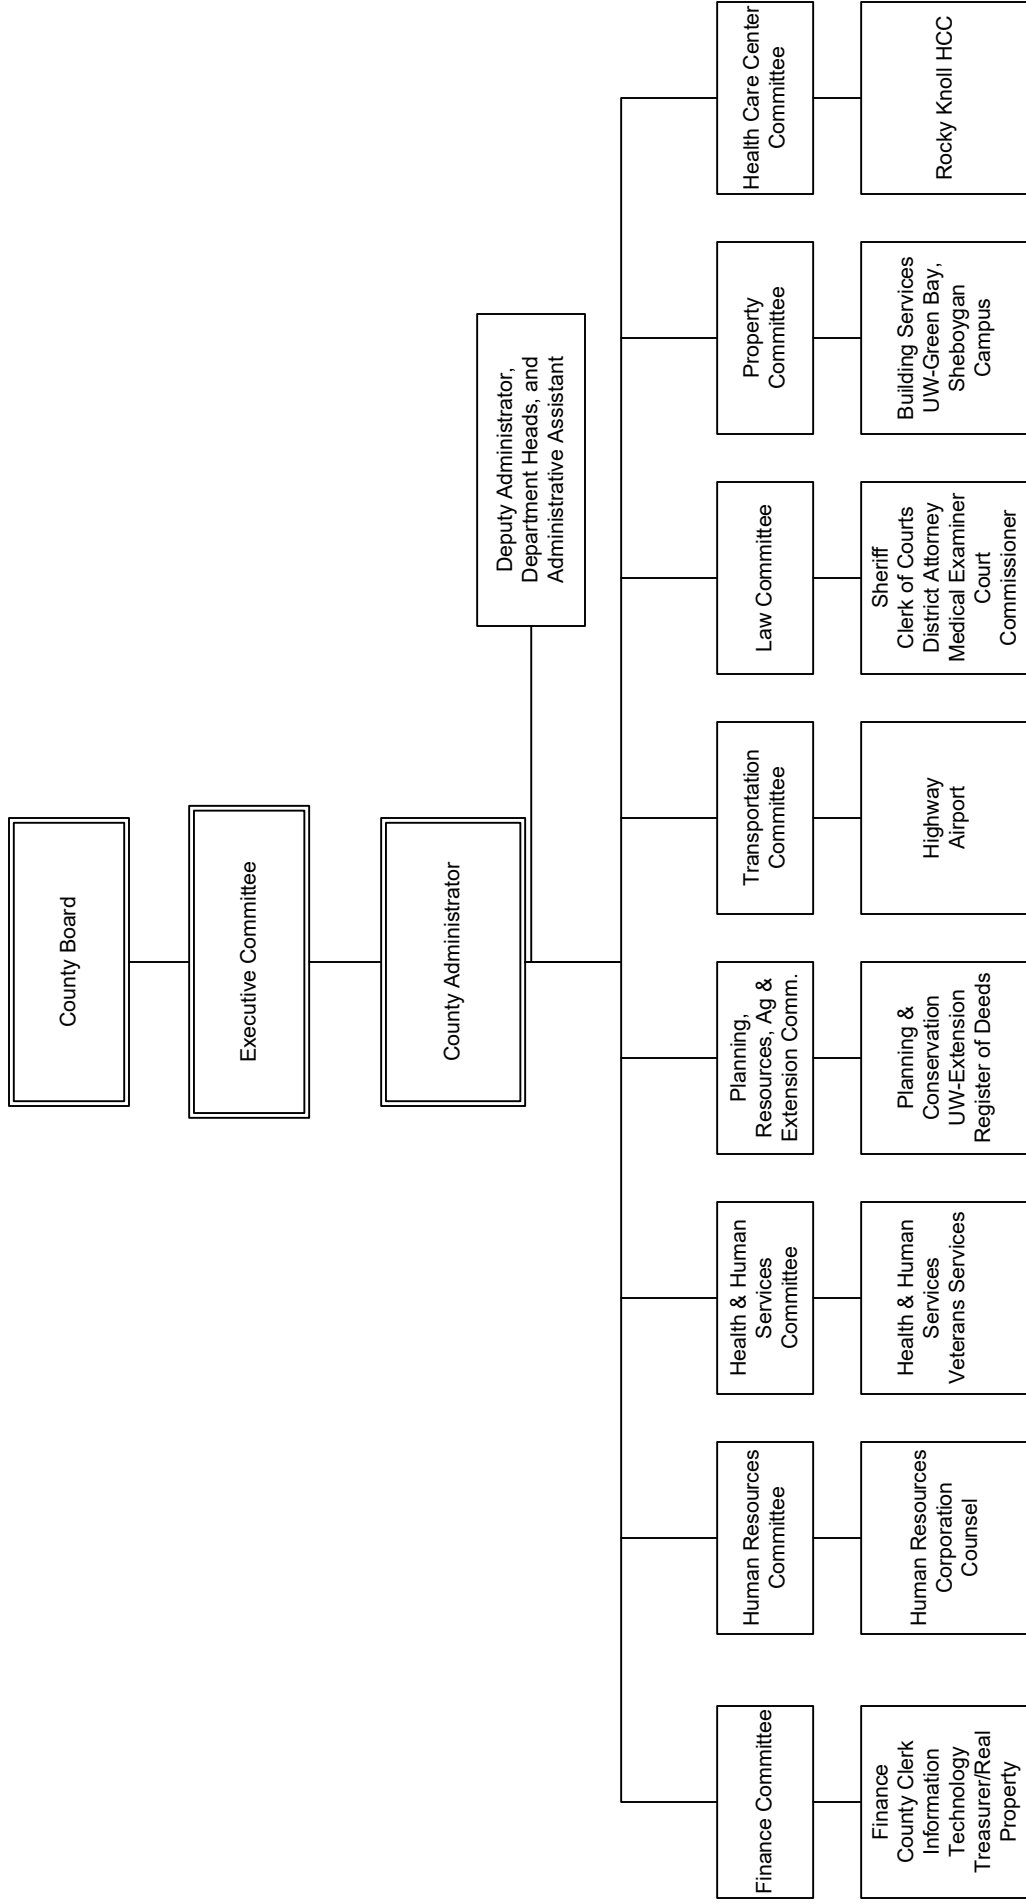 County Board
Executive Committee
County Administrator
Deputy Administrator,
Department Heads, and
Administrative Assistant
Finance Committee
Human Resources
Committee
Health & Human
Services
Committee
Planning,
Resources, Ag &
Extension Comm.
Transportation
Committee
Law Committee
Property
Committee
Health Care Center
Committee
Finance
County Clerk
Information
Technology
Treasurer/Real
Property
Human Resources
Corporation
Counsel
Health & Human
Services
Veterans Services
Planning &
Conservation
UW-Extension
Register of Deeds
Highway
Airport
Sheriff
Clerk of Courts
District Attorney
Medical Examiner
Court
Commissioner
Building Services
UW-Green Bay,
Sheboygan
Campus
Rocky Knoll HCC